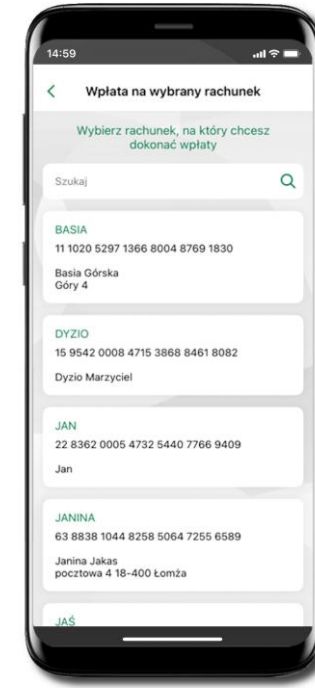 14:59
Wpłata na wybrany rachunek
Wybierz rachunek, na który chcesz
dokonać wpłaty
Szukaj
BASIA
11 1020 5297 1366 8004 8769 1830
Basia Górska
Góry 4
DYZIO
15 9542 0008 4715 3868 8461 8082
Dyzio Marzyciel
JAN
22 8362 0005 4732 5440 7766 9409
Jan
JANINA
63 8838 1044 8258 5064 7255 6589
Janina Jakas
pocztowa 4 18-400 Łomża
JAŚ